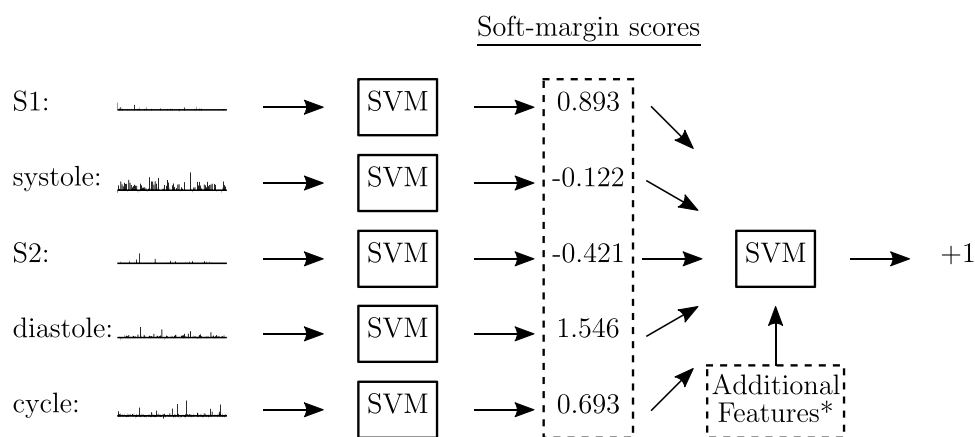 Soft-margin scores
S1: SVM 0.893
systole: SVM -0.122
S2: SVM -0.421 SVM +1
diastole: SVM 1.546
cycle: SVM 0.693
Additional
Features*